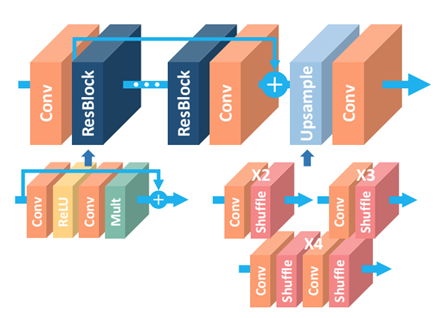 Conv
ResBlock
ResBlock
Conv
Upsample
Conv
Conv
ReLU
Conv
Mult
X2
Conv
Shuffle
X3
Conv
Shuffle
X4
Conv
Shuffle
Conv
Shuffle